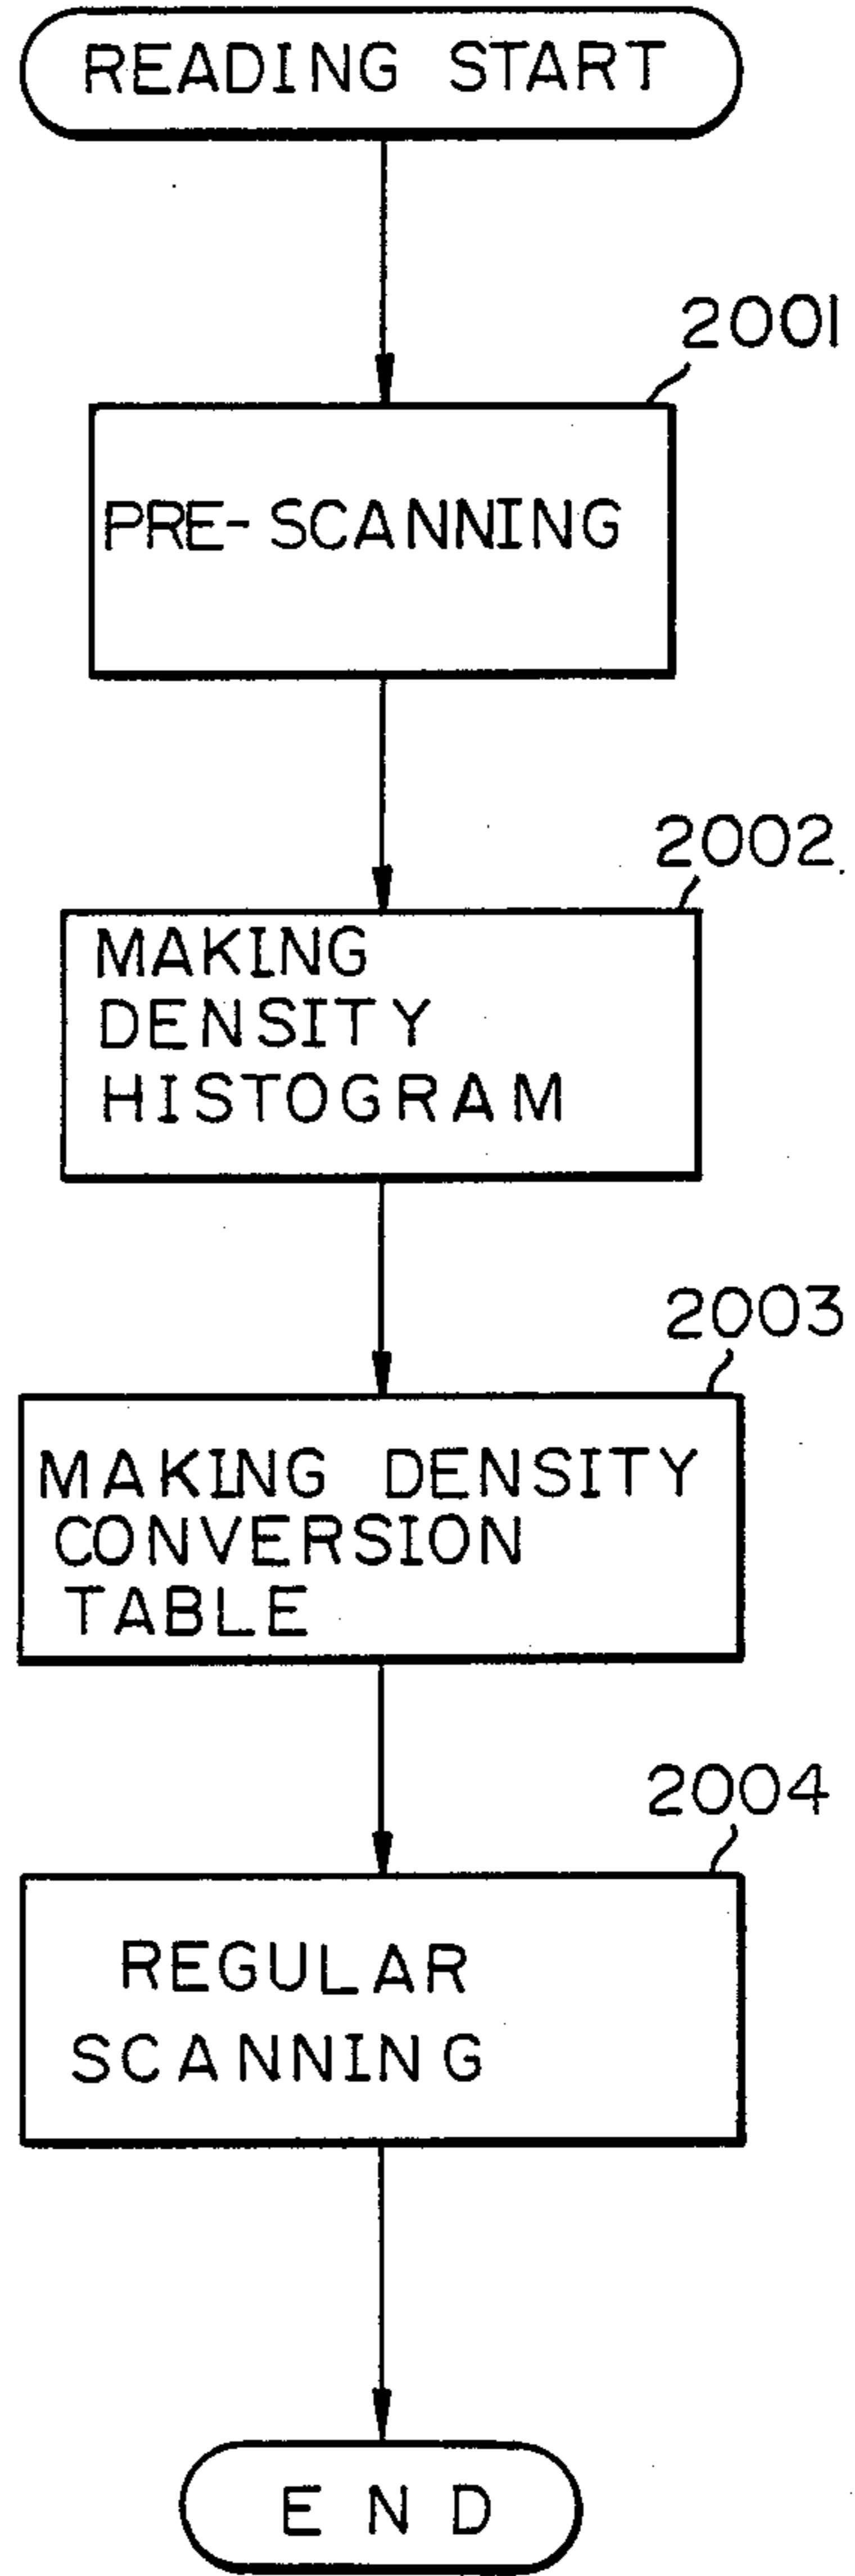 READING START
2001
PRE-SCANNING
2002
MAKING
DENSITY
HISTOGRAM
2003
MAKING DENSITY
CONVERSION
TABLE
2004
REGULAR
SCANNING
END